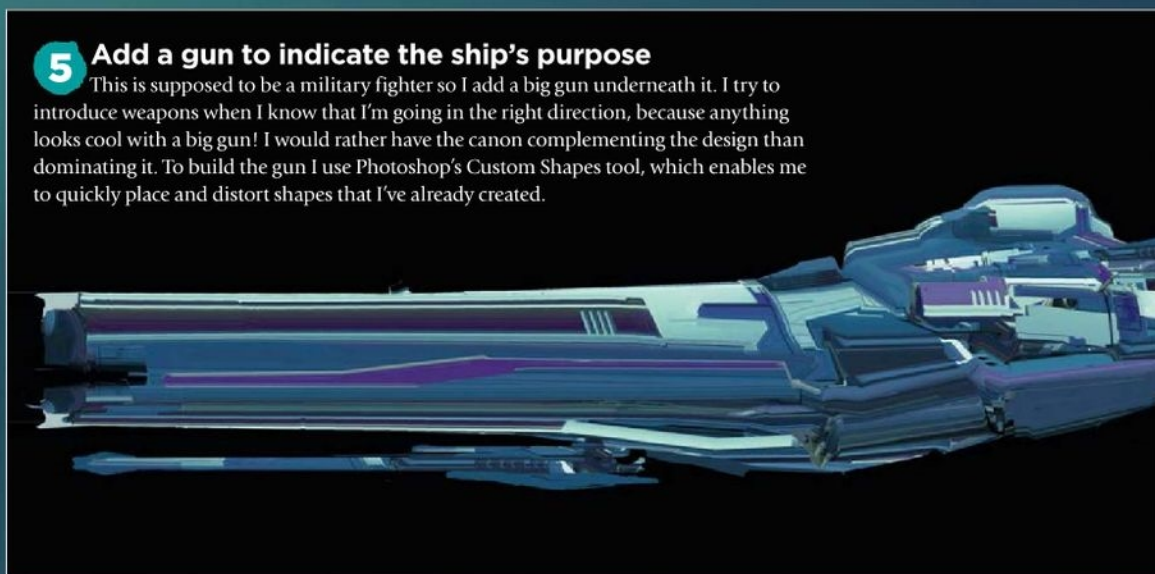 5 Add a gun to indicate the ship's purpose
This is supposed to be a military fighter so I add a big gun underneath it. I try to
introduce weapons when I know that I'm going in the right direction, because anything
looks cool with a big gun! I would rather have the canon complementing the design than
dominating it. To build the gun I use Photoshop's Custom Shapes tool, which enables me
to quickly place and distort shapes that I've already created.